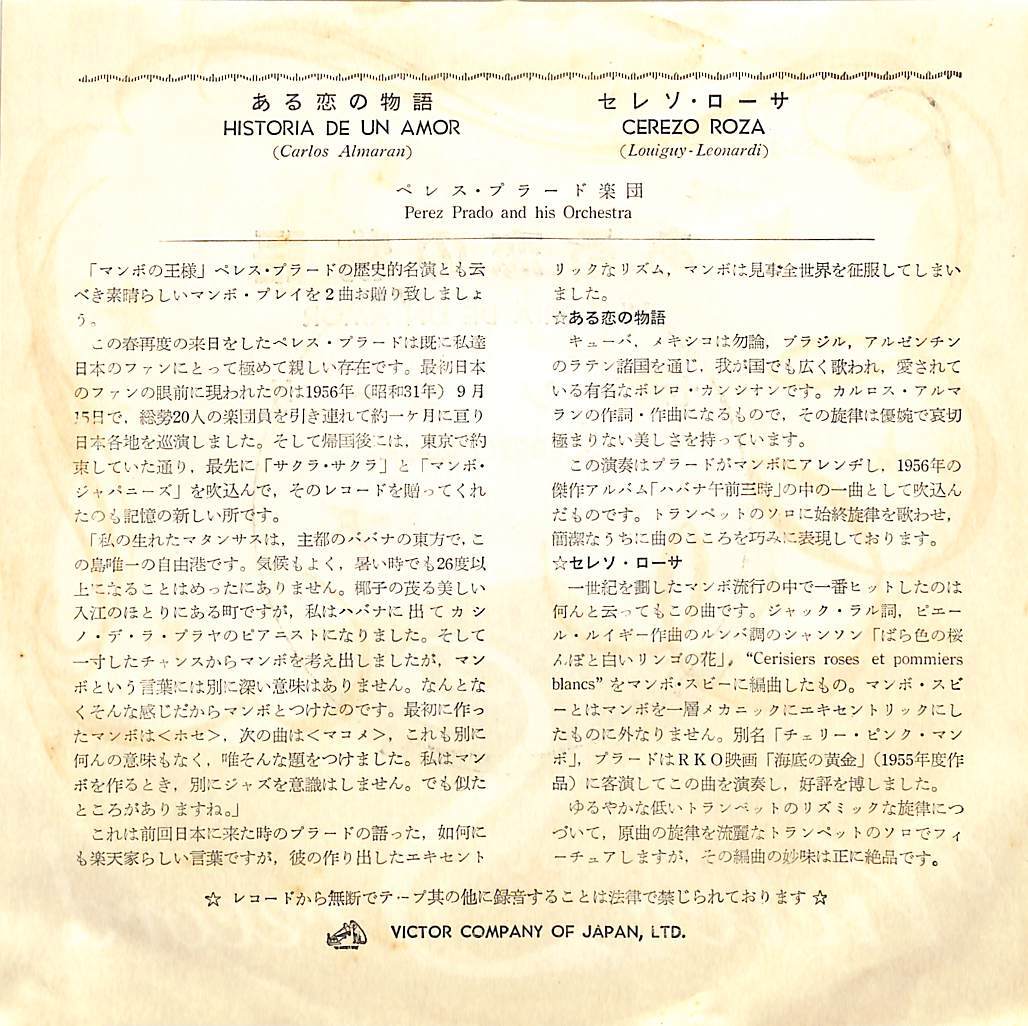 ある恋の物語
HISTORIA DE UN AMOR
(Carlos Almaran)
セレソ・ローサ
CEREZO ROZA
(Louiguy-Leonardi)
ペレス・プラード楽団
Perez Prado and his Orchestra
「マンボの王様」ペレス・プラードの歴史的名演とも云
べき素晴らしいマンボ・プレイを2曲お贈り致しましょ
う。
この春再度の来日をしたペレス・プラードは既に私達
日本のファンにとって極めて親しい存在です。最初日本
のファンの眼前に現われたのは1956年（昭和31年）9月
15日で，総勢20人の楽団員を引き連れて約一ヶ月に亘り
日本各地を巡演しました。そして帰国後には，東京で約
束していた通り，最先に「サクラ・サクラ」と「マンボ・
ジャパニーズ」を吹込んで，そのレコードを贈ってくれ
たのも記憶の新しい所です。
「私の生れたマタンサスは，主都のババナの東方で，こ
の島唯一の自由港です。気候もよく，暑い時でも26度以
上になることはめったにありません。椰子の茂る美しい
入江のほとりにある町ですが，私はハバナに出てカシ
ノ・デ・ラ・プラヤのピアニストになりました。そして
一寸したチャンスからマンボを考え出しましたが，マン
ボという言葉には別に深い意味はありません。なんとな
くそんな感じだからマンボとつけたのです。最初に作っ
たマンボは＜ホセ＞，次の曲は＜マコメ＞，これも別に
何んの意味もなく，唯そんな題をつけました。私はマン
ボを作るとき，別にジャズを意識はしません。でも似た
ところがありますね。」
これは前回日本に来た時のプラードの語った，如何に
も楽天家らしい言葉ですが，彼の作り出したエキセント
リックなリズム，マンボは見事全世界を征服してしまい
ました。
☆ある恋の物語
キューバ，メキシコは勿論，ブラジル，アルゼンチン
のラテン諸国を通じ，我が国でも広く歌われ，愛されて
いる有名なボレロ・カンシオンです。カルロス・アルマ
ランの作詞・作曲になるもので，その旋律は優婉で哀切
極まりない美しさを持っています。
この演奏はプラードがマンボにアレンヂし，1956年の
傑作アルバム「ハバナ午前三時」の中の一曲として吹込ん
だものです。トランペットのソロに始終旋律を歌わせ，
簡潔なうちに曲のこころを巧みに表現しております。
☆セレソ・ローサ
一世紀を劃したマンボ流行の中で一番ヒットしたのは
何んと云ってもこの曲です。ジャック・ラル詞，ピエー
ル・ルイギー作曲のルンバ調のシャンソン「ばら色の桜
んぼと白いリンゴの花」，“Cerisiers roses et pommiers
blancs” をマンボ・スビーに編曲したもの。マンボ・スビ
ーとはマンボを一層メカニックにエキセントリックにし
たものに外なりません。別名「チェリー・ピンク・マン
ボ」，プラードはRKO映画「海底の黄金」（1955年度作
品）に客演してこの曲を演奏し，好評を博しました。
ゆるやかな低いトランペットのリズミックな旋律につ
づいて，原曲の旋律を流麗なトランペットのソロでフィ
ーチュアしますが，その編曲の妙味は正に絶品です。
☆ レコードから無断でテープ其の他に録音することは法律で禁じられております ☆
VICTOR COMPANY OF JAPAN, LTD.